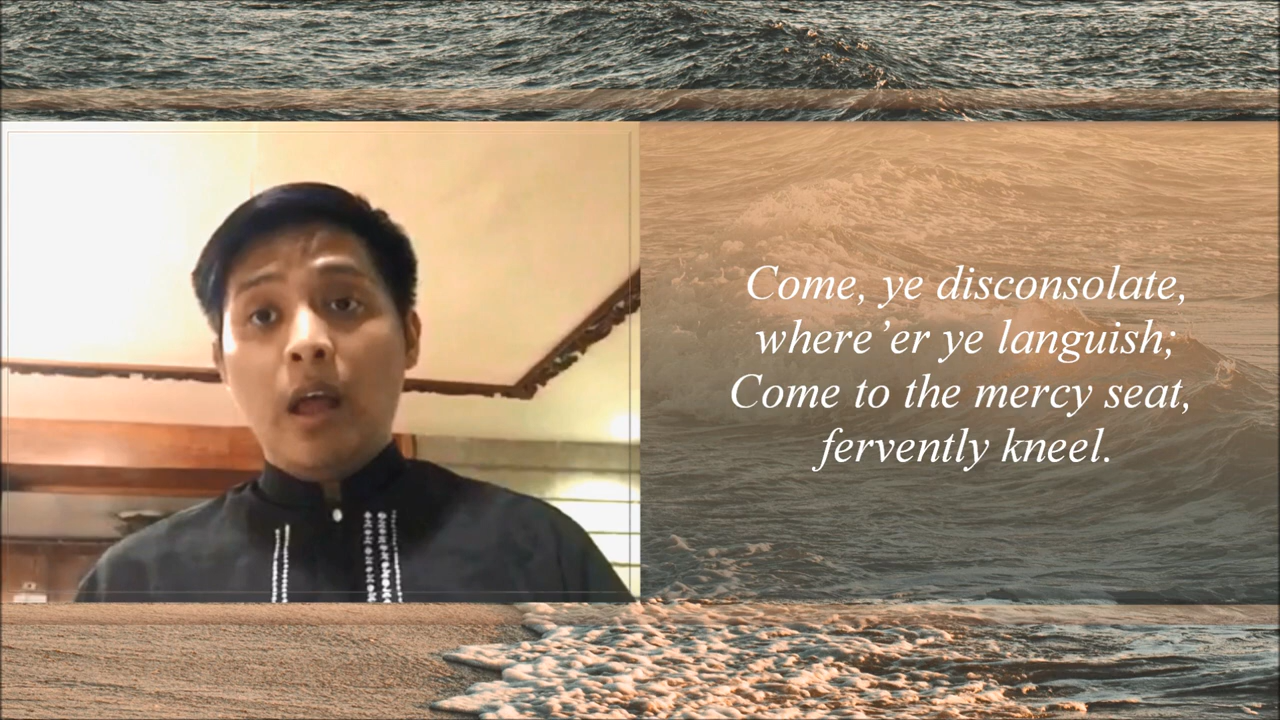 Come, ye disconsolate,
where’er ye languish;
Come to the mercy seat,
fervently kneel.